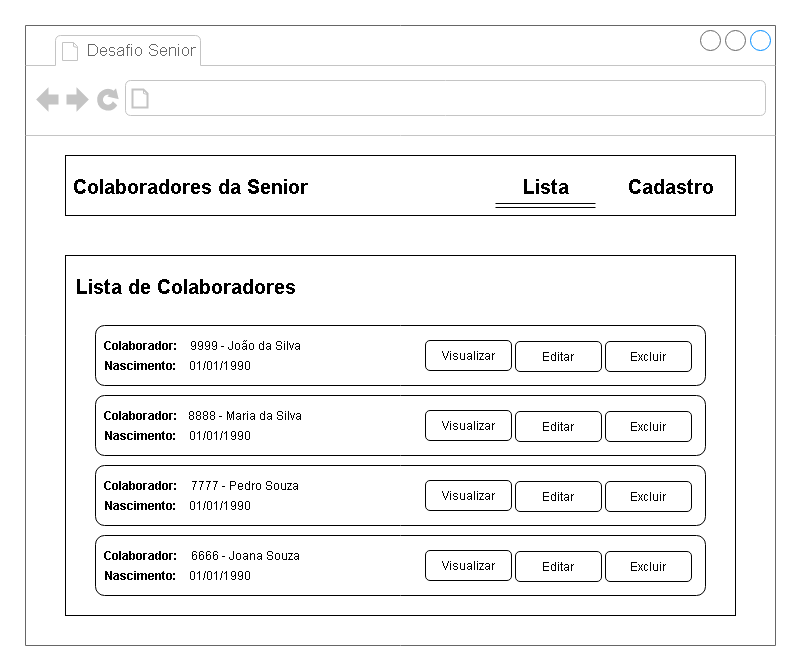 Desafio Senior
Colaboradores da Senior Lista Cadastro
Lista de Colaboradores
Colaborador: 9999 - João da Silva
Nascimento: 01/01/1990
Visualizar Editar Excluir
Colaborador: 8888 - Maria da Silva
Nascimento: 01/01/1990
Visualizar Editar Excluir
Colaborador: 7777 - Pedro Souza
Nascimento: 01/01/1990
Visualizar Editar Excluir
Colaborador: 6666 - Joana Souza
Nascimento: 01/01/1990
Visualizar Editar Excluir